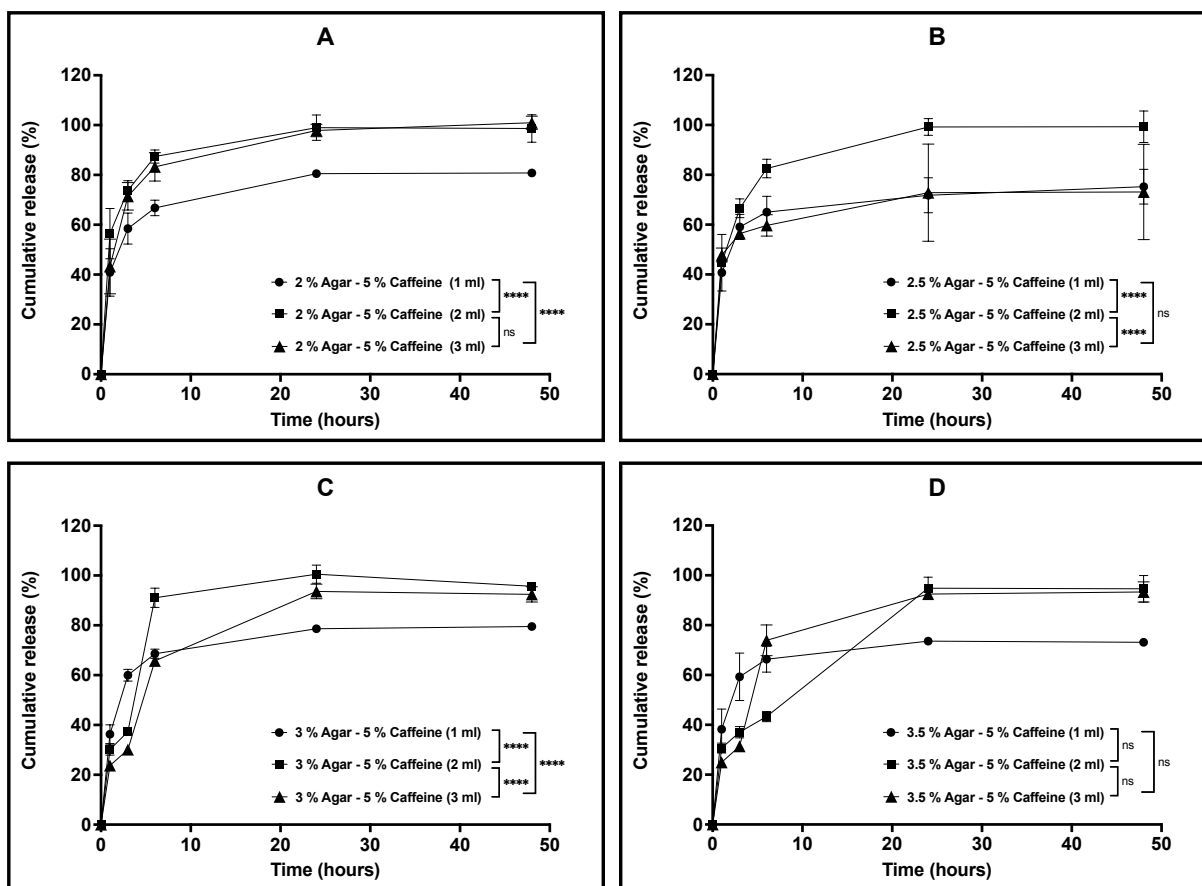 A
Cumulative release (%)
120
100
80
60
40
20
0
0 10 20 30 40 50
Time (hours)
2 % Agar - 5 % Caffeine (1 ml)
2 % Agar - 5 % Caffeine (2 ml)
2 % Agar - 5 % Caffeine (3 ml)
****
ns
****
B
Cumulative release (%)
120
100
80
60
40
20
0
0 10 20 30 40 50
Time (hours)
2.5 % Agar - 5 % Caffeine (1 ml)
2.5 % Agar - 5 % Caffeine (2 ml)
2.5 % Agar - 5 % Caffeine (3 ml)
****
****
ns
C
Cumulative release (%)
120
100
80
60
40
20
0
0 10 20 30 40 50
Time (hours)
3 % Agar - 5 % Caffeine (1 ml)
3 % Agar - 5 % Caffeine (2 ml)
3 % Agar - 5 % Caffeine (3 ml)
****
****
****
D
Cumulative release (%)
120
100
80
60
40
20
0
0 10 20 30 40 50
Time (hours)
3.5 % Agar - 5 % Caffeine (1 ml)
3.5 % Agar - 5 % Caffeine (2 ml)
3.5 % Agar - 5 % Caffeine (3 ml)
ns
ns
ns